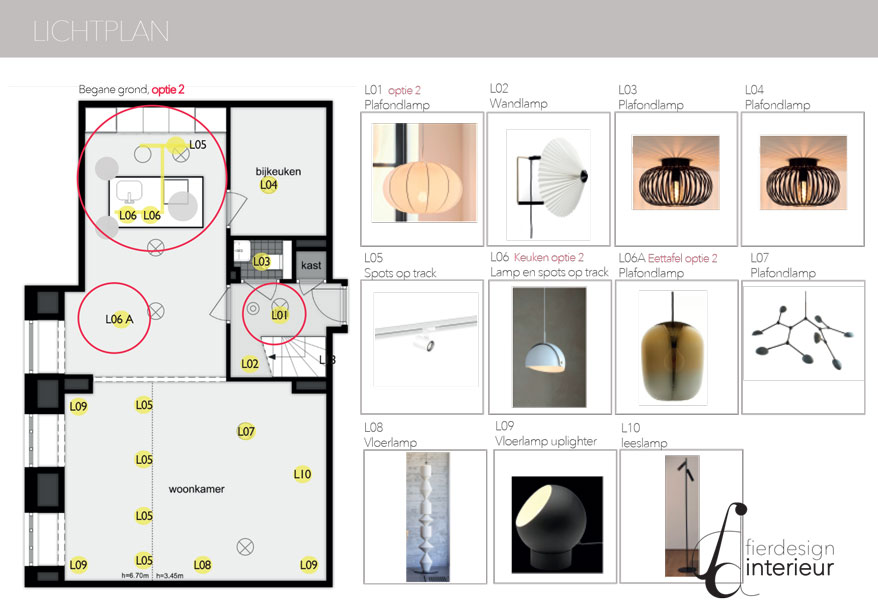 LICHTPLAN
Begane grond, optie 2
L05
bijkeuken
L04
L06 L06
L03
kast
L06 A
L01
L02
L09
L05
L07
L05
L10
woonkamer
L05
L09
L05
L08
L09
h=6.70m h=3.45m
L01 optie 2
Plafondlamp
L02
Wandlamp
L03
Plafondlamp
L04
Plafondlamp
L05
Spots op track
L06 Keuken optie 2
Lamp en spots op track
L06A Eettafel optie 2
Plafondlamp
L07
Plafondlamp
L08
Vloerlamp
L09
Vloerlamp uplighter
L10
leeslamp
fierdesign
interieur